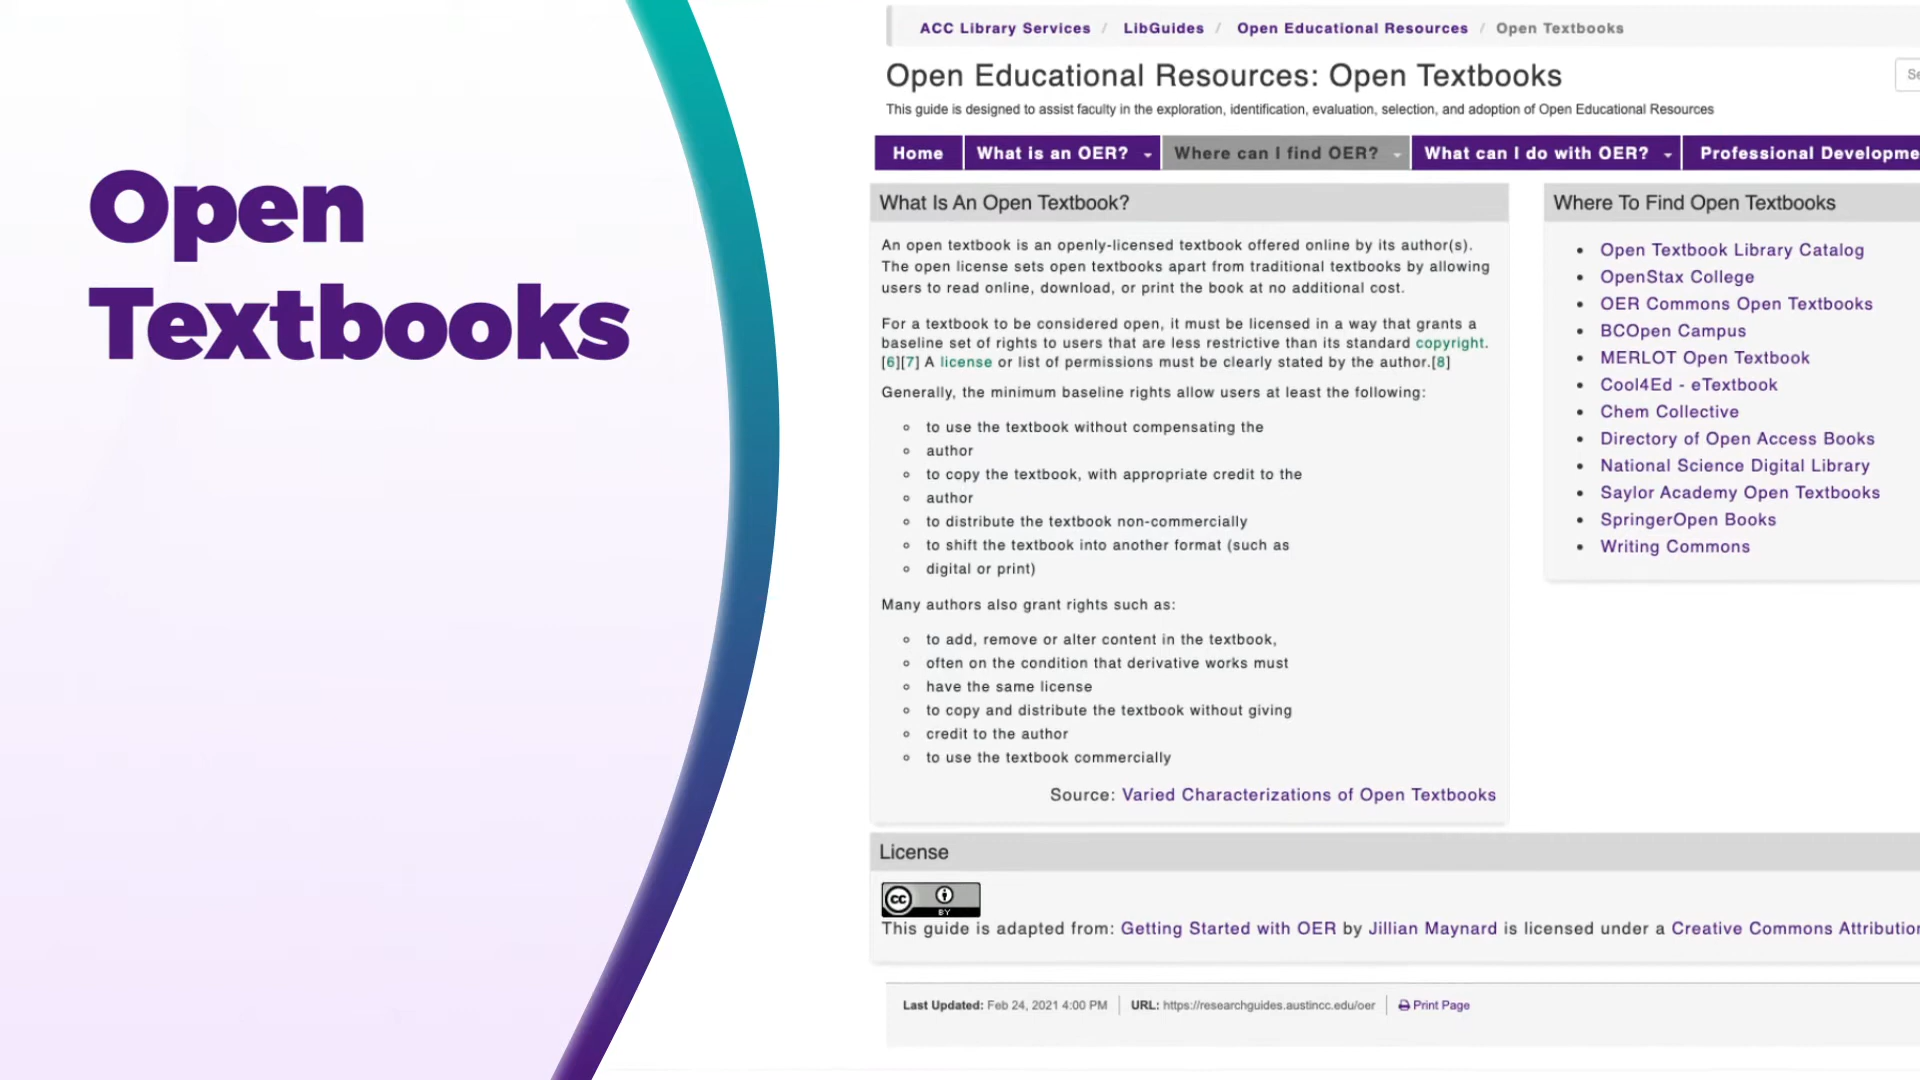 Open
Textbooks
ACC Library Services / LibGuides / Open Educational Resources / Open Textbooks
Open Educational Resources: Open Textbooks
This guide is designed to assist faculty in the exploration, identification, evaluation, selection, and adoption of Open Educational Resources
Home What is an OER? Where can I find OER? What can I do with OER? Professional
What Is An Open Textbook?
An open textbook is an openly-licensed textbook offered online by its author(s).
The open license sets open textbooks apart from traditional textbooks by allowing
users to read online, download, or print the book at no additional cost.
For a textbook to be considered open, it must be licensed in a way that grants a
baseline set of rights to users that are less restrictive than its standard copyright.
[6][7] A license or list of permissions must be clearly stated by the author.[8]
Generally, the minimum baseline rights allow users at least the following:
to use the textbook without compensating the
author
to copy the textbook, with appropriate credit to the
author
to distribute the textbook non-commercially
to shift the textbook into another format (such as
digital or print)
Many authors also grant rights such as:
to add, remove or alter content in the textbook,
often on the condition that derivative works must
have the same license
to copy and distribute the textbook without giving
credit to the author
to use the textbook commercially
Source: Varied Characterizations of Open Textbooks
Where To Find Open Textbooks
Open Textbook Library Catalog
OpenStax College
OER Commons Open Textbooks
BCOpen Campus
MERLOT Open Textbook
Cool4Ed - eTextbook
Chem Collective
Directory of Open Access Books
National Science Digital Library
Saylor Academy Open Textbooks
SpringerOpen Books
Writing Commons
License
cc BY
This guide is adapted from: Getting Started with OER by Jillian Maynard is licensed under a Creative Commons
Last Updated: Feb 24, 2021 4:00 PM URL: https://researchguides.austincc.edu/oer Print Page